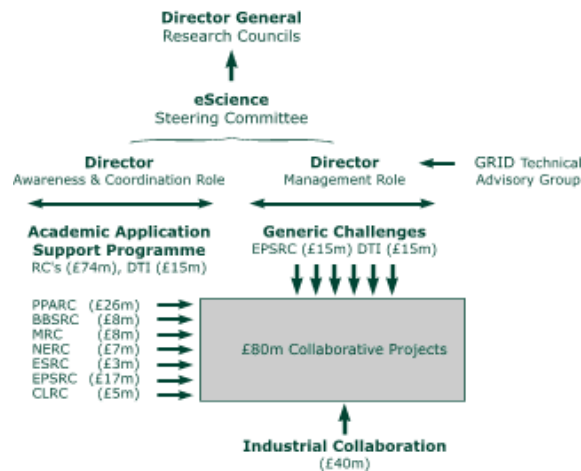 Director General
Research Councils
eScience
Steering Committee
Director
Awareness & Coordination Role
Director
Management Role
GRID Technical
Advisory Group
Academic Application
Support Programme
RC's (£74m), DTI (£15m)
Generic Challenges
EPSRC (£15m) DTI (£15m)
PPARC (£26m)
BBSRC (£8m)
MRC (£8m)
NERC (£7m)
ESRC (£3m)
EPSRC (£17m)
CLRC (£5m)
£80m Collaborative Projects
Industrial Collaboration
(£40m)